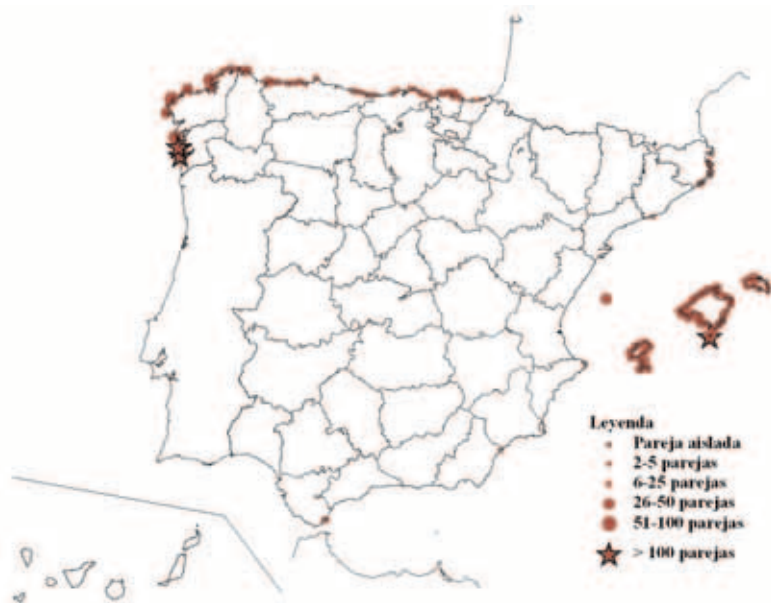 Leyenda
Pareja aislada
2-5 parejas
6-25 parejas
26-50 parejas
51-100 parejas
> 100 parejas